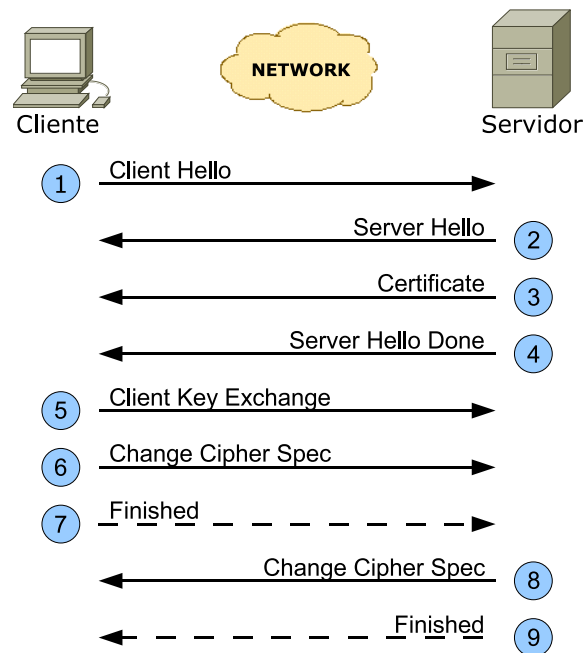 NETWORK
Cliente
Servidor
1
Client Hello
Server Hello
2
Certificate
3
Server Hello Done
4
5
Client Key Exchange
6
Change Cipher Spec
7
Finished
Change Cipher Spec
8
Finished
9